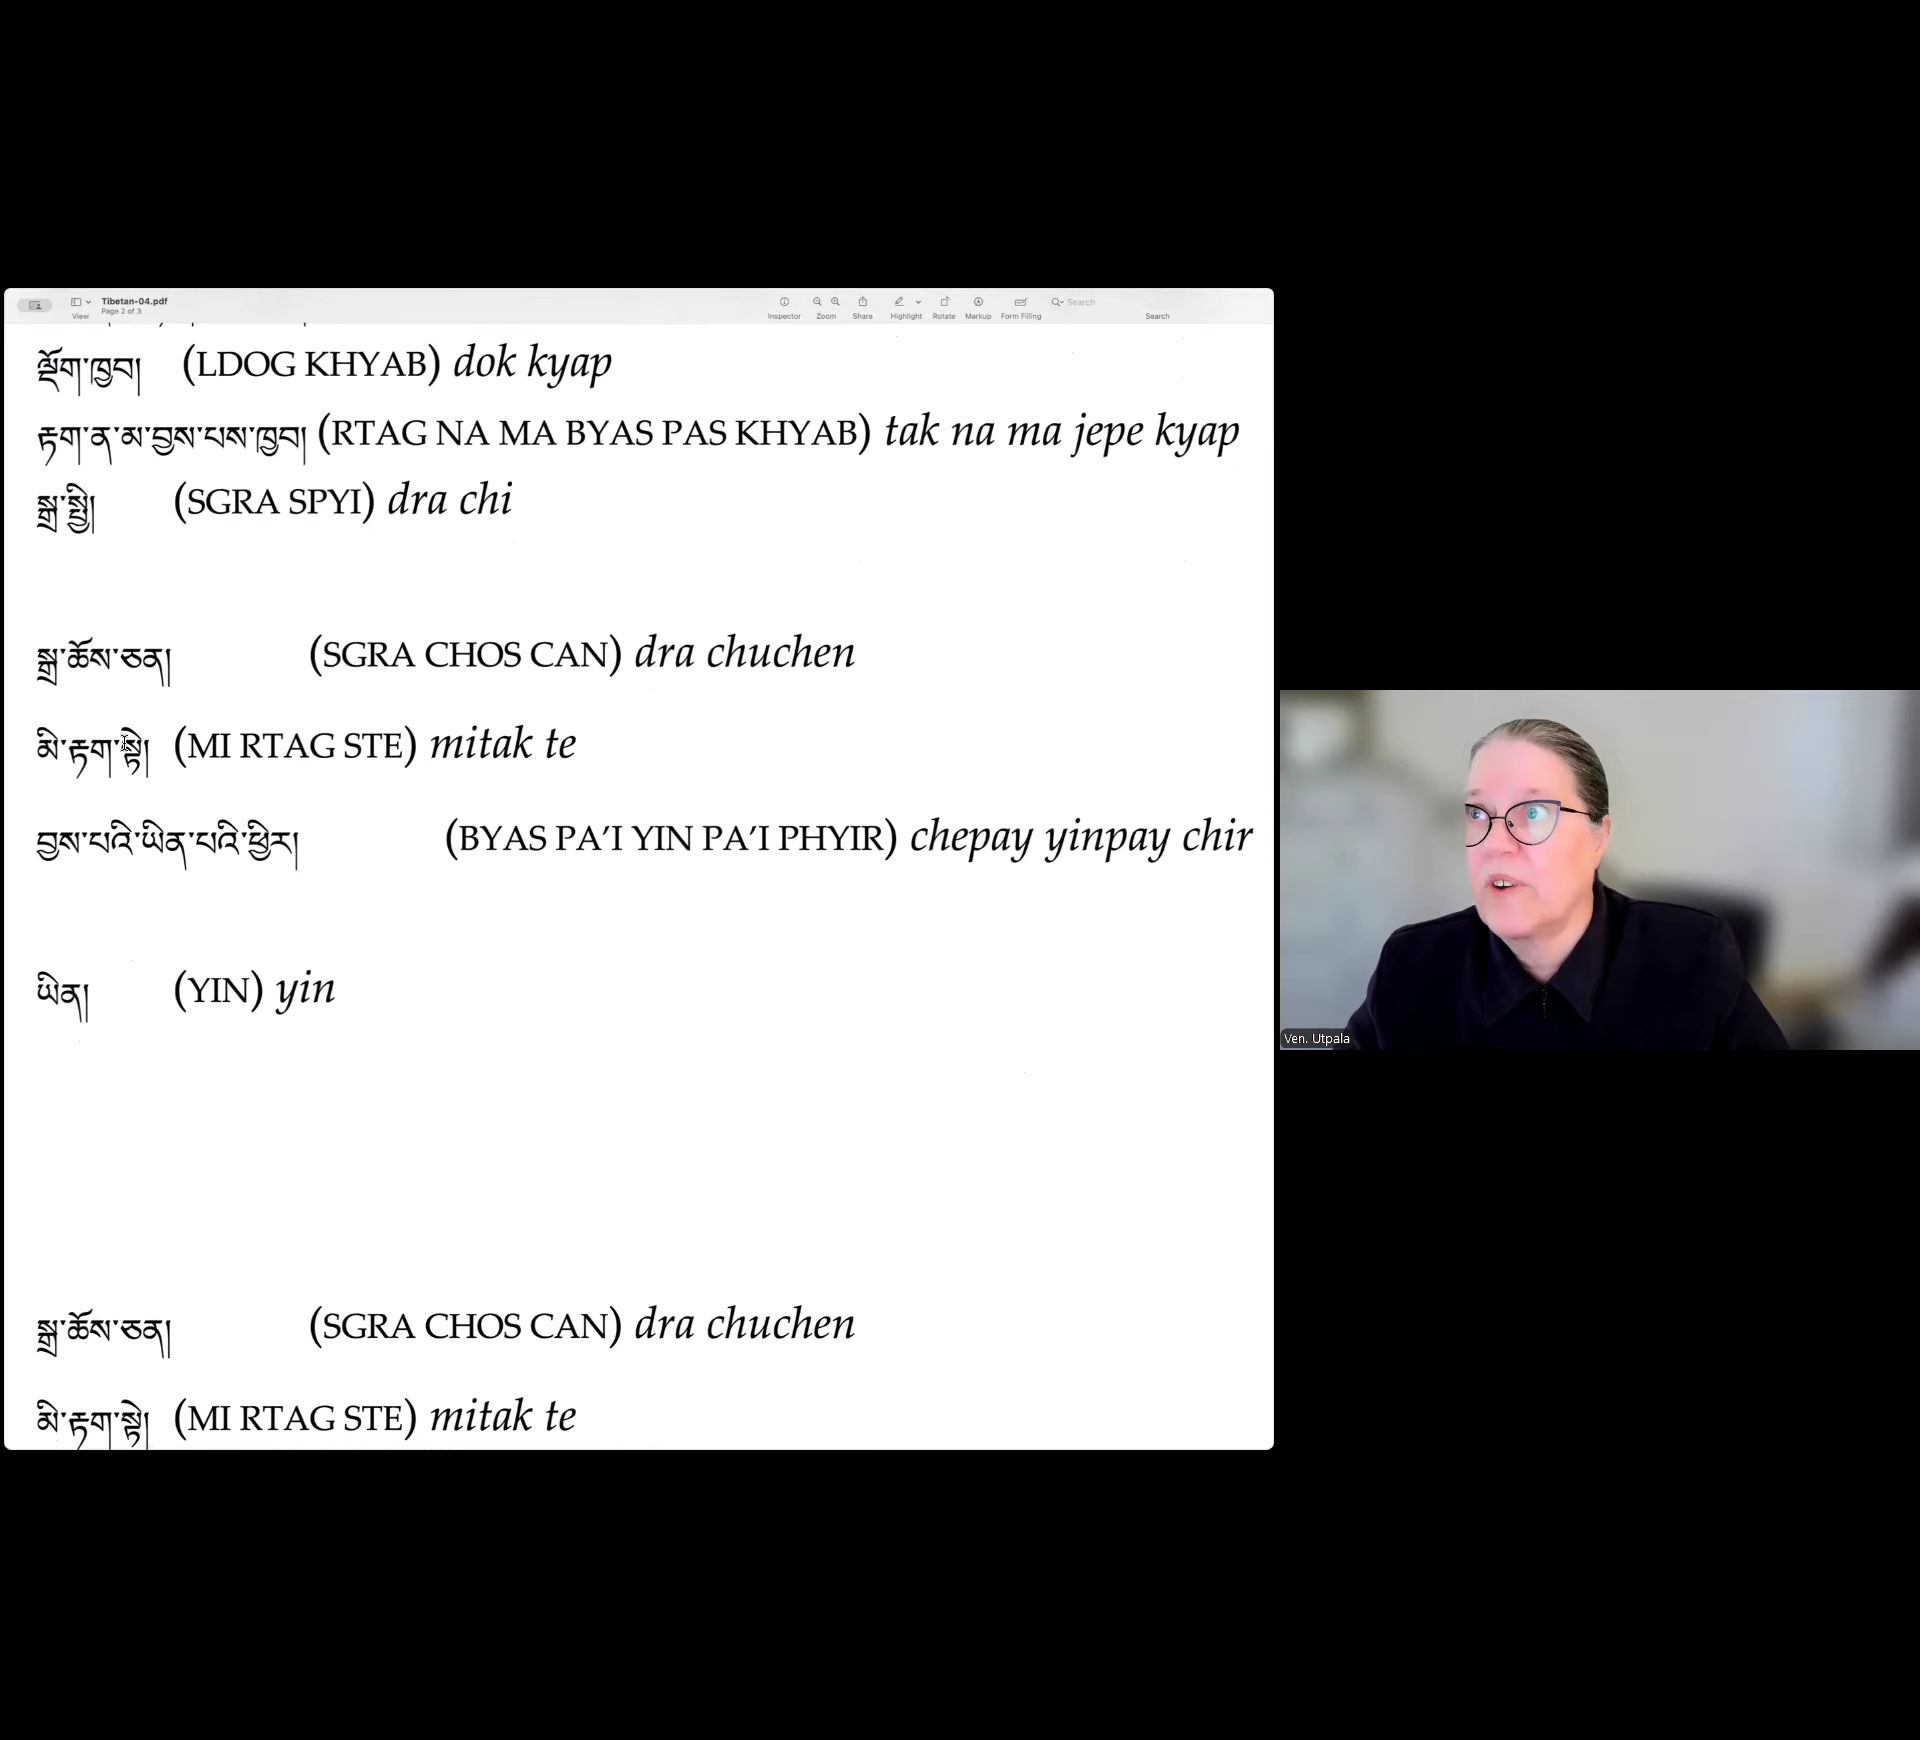 Tibetan-04.pdf
Page 2 of 3
View
Inspector
Zoom
Share
Highlight
Rotate
Markup
Form Filling
Search
Search
ལྡོག་ཁྱབ། (LDOG KHYAB) dok kyap
རྟག་ན་མ་བྱས་པས་ཁྱབ། (RTAG NA MA BYAS PAS KHYAB) tak na ma jepe kyap
སྒྲ་སྤྱི། (SGRA SPYI) dra chi
སྒྲ་ཆོས་ཅན། (SGRA CHOS CAN) dra chuchen
མི་རྟག་སྟེ། (MI RTAG STE) mitak te
བྱས་པའི་ཡིན་པའི་ཕྱིར། (BYAS PA’I YIN PA’I PHYIR) chepay yinpay chir
ཡིན། (YIN) yin
སྒྲ་ཆོས་ཅན། (SGRA CHOS CAN) dra chuchen
མི་རྟག་སྟེ། (MI RTAG STE) mitak te
Ven. Utpala